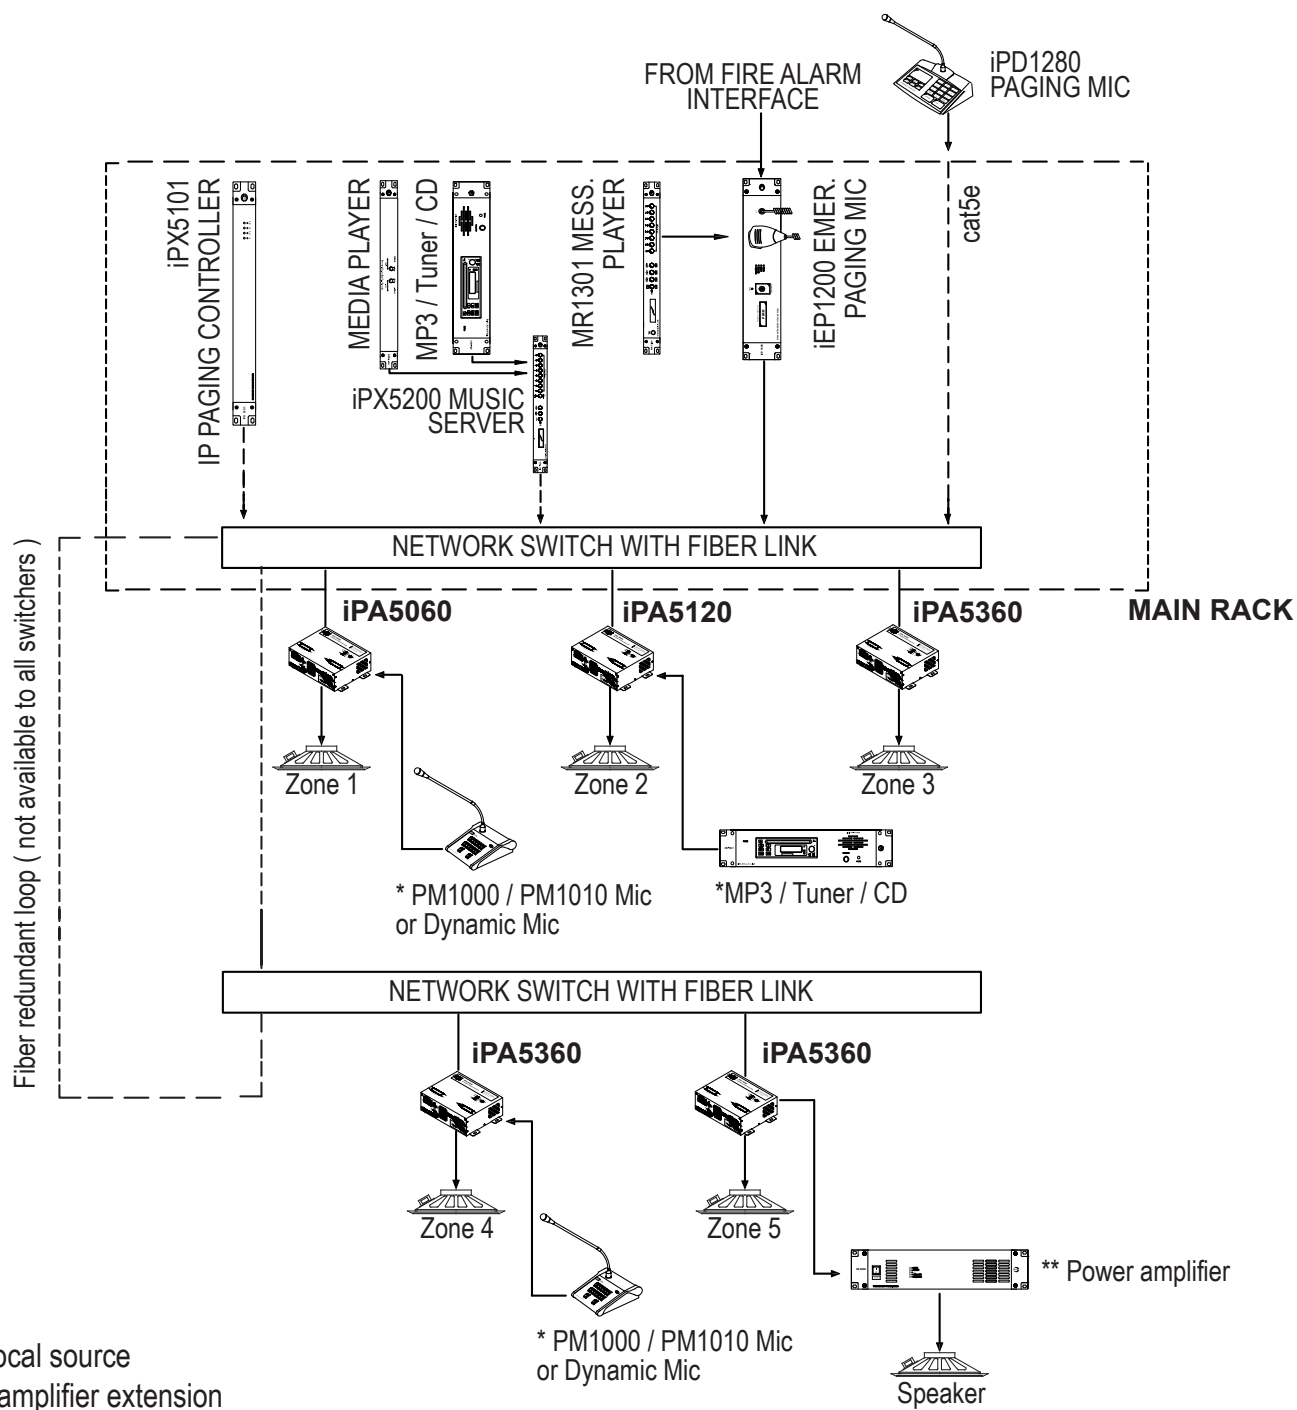 iPD1280
PAGING MIC
FROM FIRE ALARM
INTERFACE
iPX5101
IP PAGING CONTROLLER
MEDIA PLAYER
MP3 / Tuner / CD
MR1301 MESS.
PLAYER
iEP1200 EMER.
PAGING MIC
cat5e
iPX5200 MUSIC
SERVER
NETWORK SWITCH WITH FIBER LINK
MAIN RACK
iPA5060
iPA5120
iPA5360
Zone 1
Zone 2
Zone 3
* PM1000 / PM1010 Mic
or Dynamic Mic
*MP3 / Tuner / CD
Fiber redundant loop ( not available to all switchers )
NETWORK SWITCH WITH FIBER LINK
iPA5360
iPA5360
Zone 4
Zone 5
** Power amplifier
* PM1000 / PM1010 Mic
or Dynamic Mic
Speaker
ocal source
amplifier extension